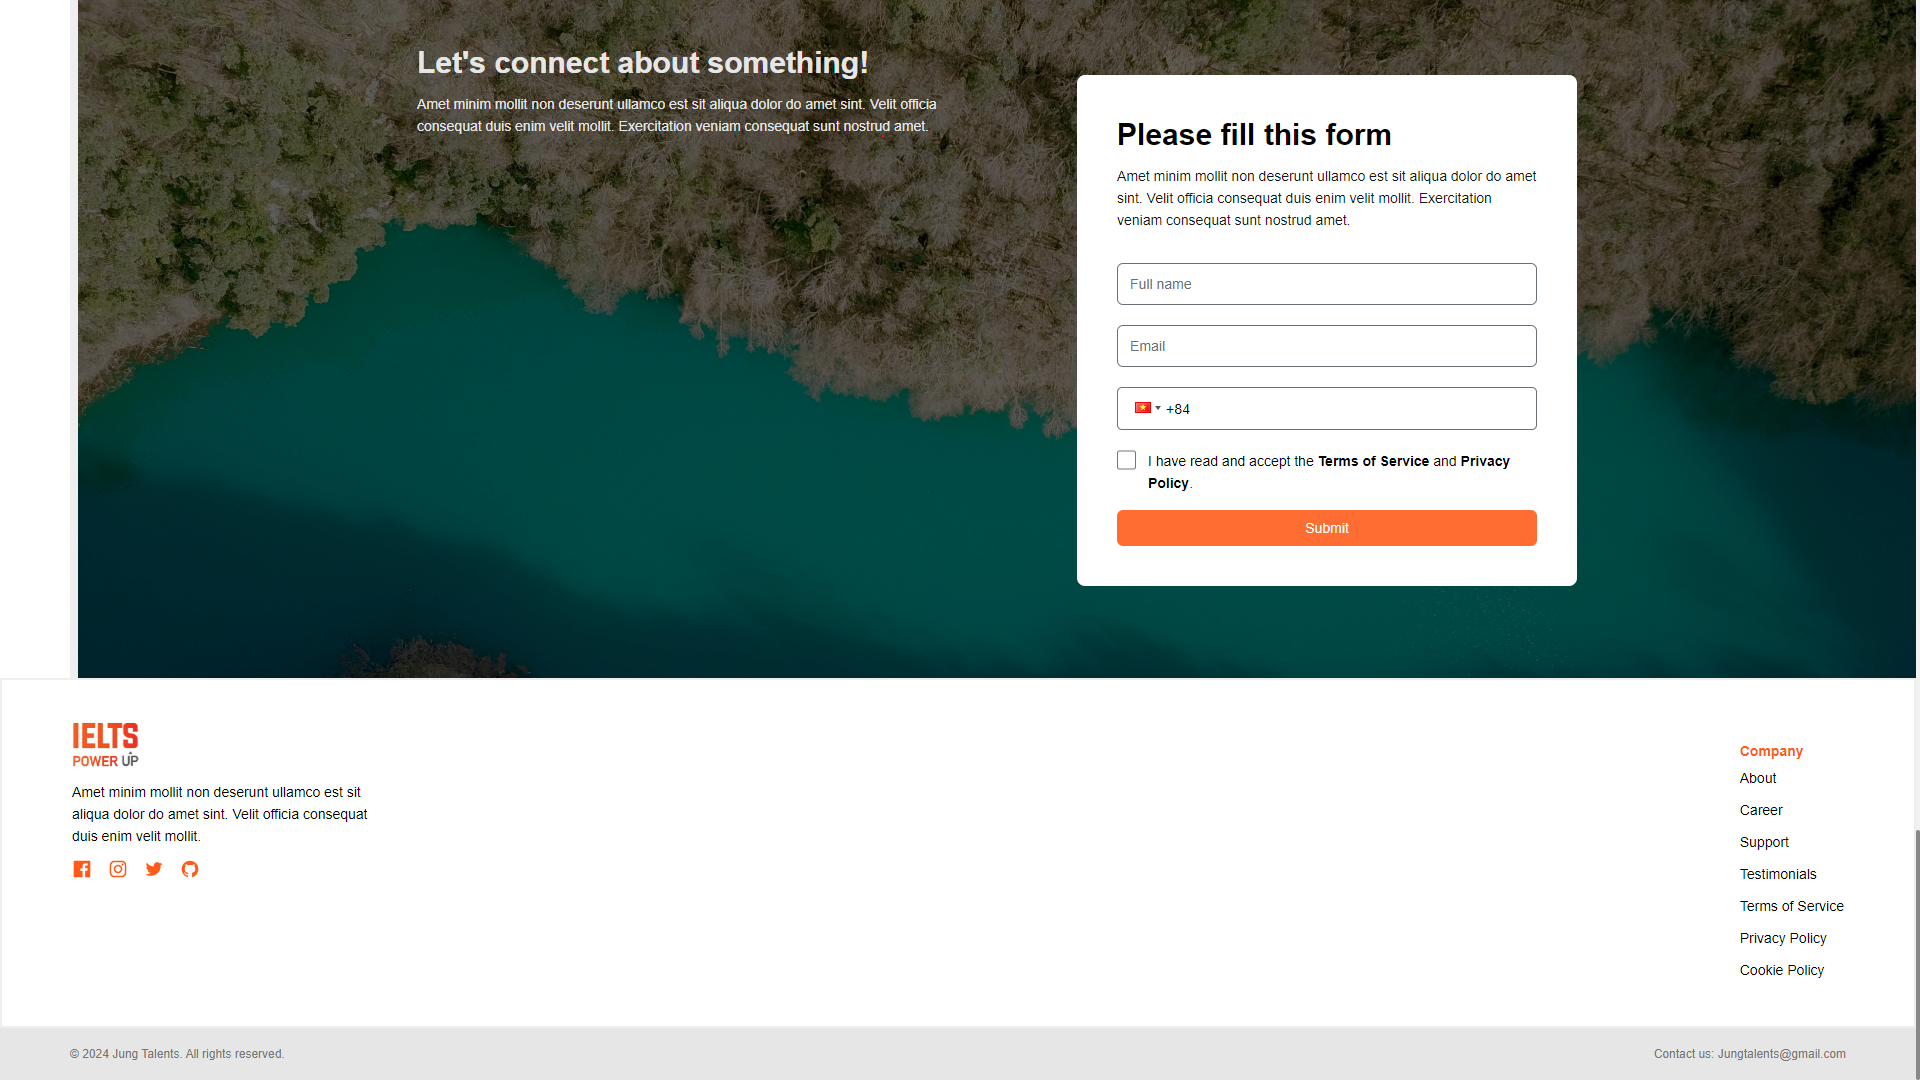 Let's connect about something!
Amet minim mollit non deserunt ullamco est sit aliqua dolor do amet sint. Velit officia
consequat duis enim velit mollit. Exercitation veniam consequat sunt nostrud amet.
Please fill this form
Amet minim mollit non deserunt ullamco est sit aliqua dolor do amet
sint. Velit officia consequat duis enim velit mollit. Exercitation
veniam consequat sunt nostrud amet.
Full name
Email
+84
I have read and accept the Terms of Service and Privacy
Policy.
Submit
IELTS
POWER UP
Amet minim mollit non deserunt ullamco est sit
aliqua dolor do amet sint. Velit officia consequat
duis enim velit mollit.
Company
About
Career
Support
Testimonials
Terms of Service
Privacy Policy
Cookie Policy
© 2024 Jung Talents. All rights reserved.
Contact us: Jungtalents@gmail.com